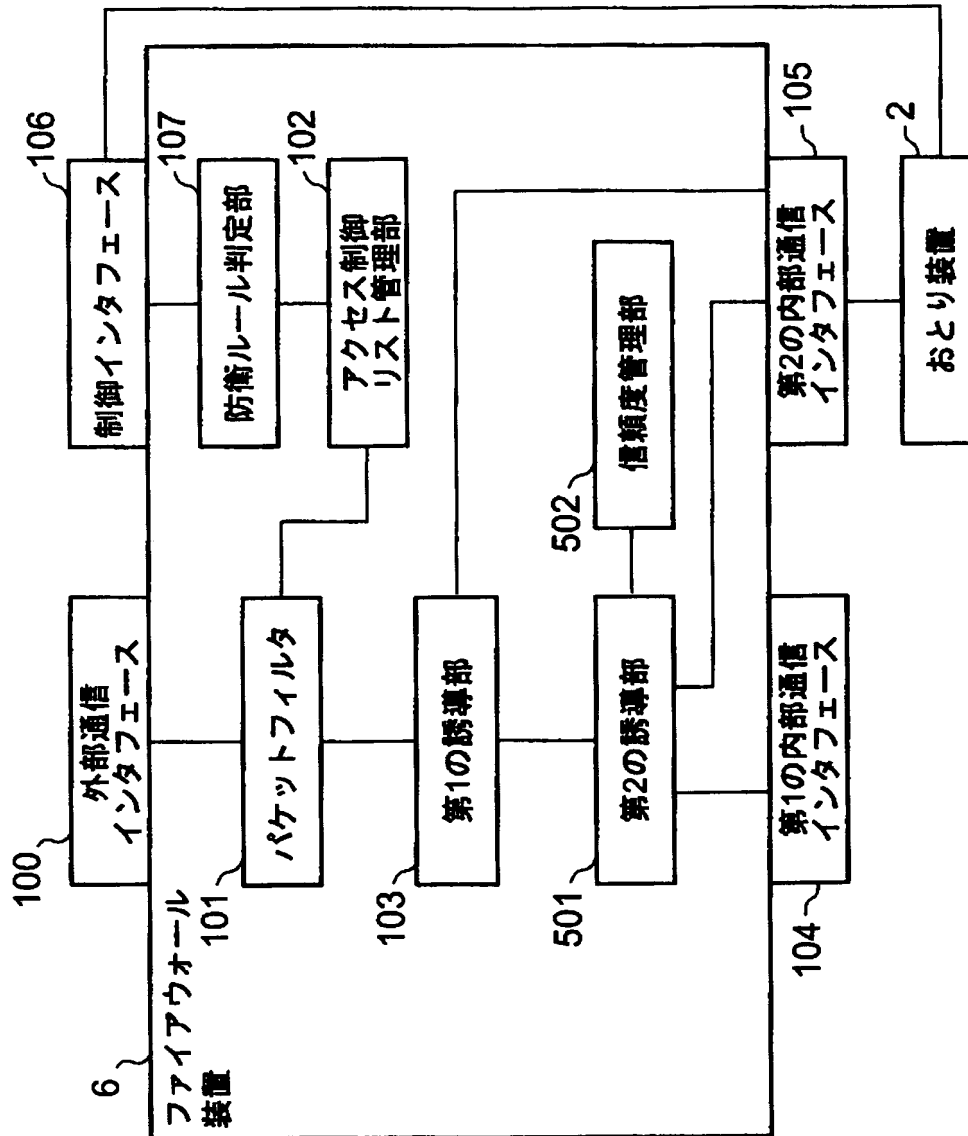 6
ファイアウォール
装置
100
外部通信
インタフェース
106
制御インタフェース
101
パケットフィルタ
107
防衛ルール判定部
102
アクセス制御
リスト管理部
103
第1の誘導部
501
第2の誘導部
502
信頼度管理部
104
第1の内部通信
インタフェース
105
第2の内部通信
インタフェース
2
おとり装置